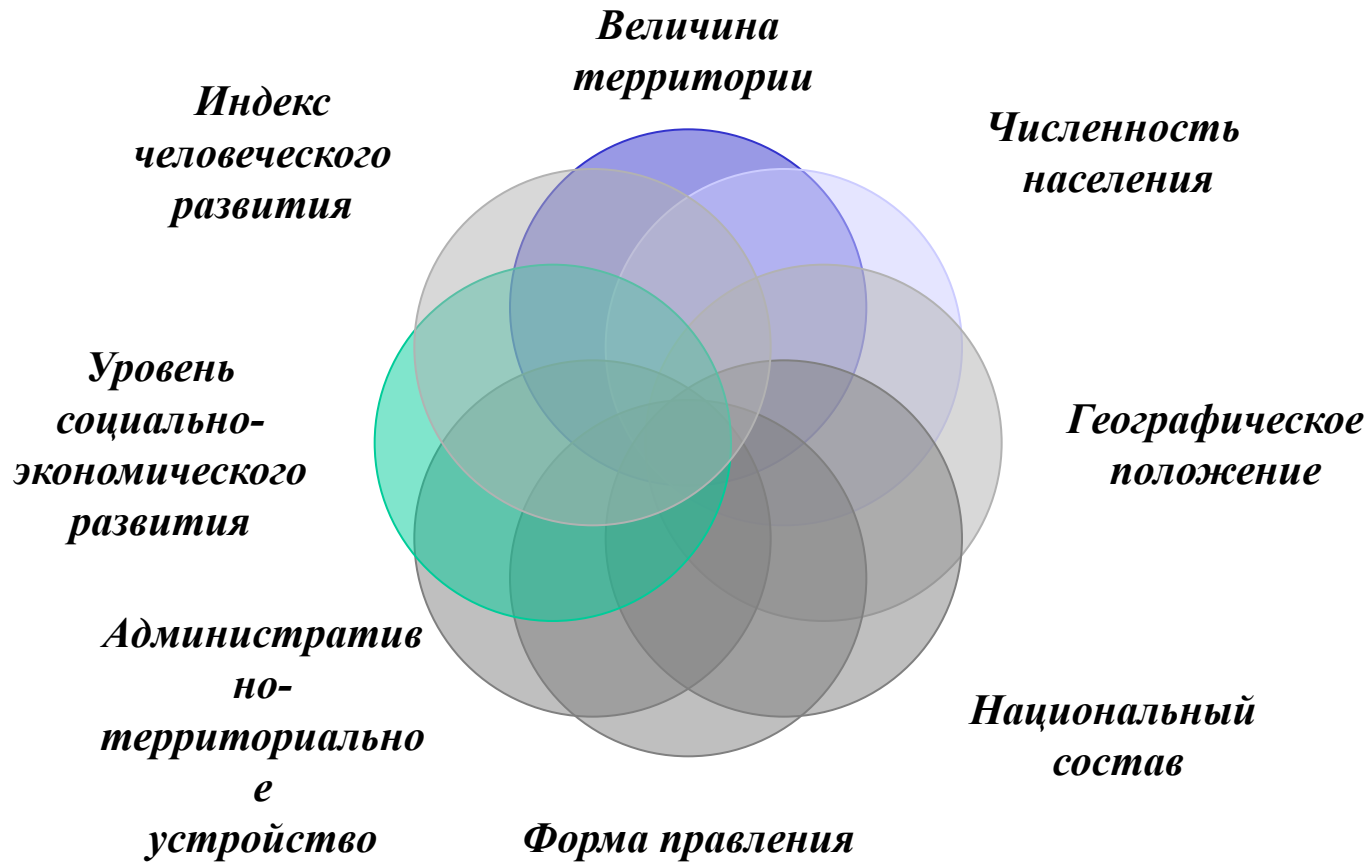 Величина
территории
Численность
населения
Географическое
положение
Национальный
состав
Форма правления
Административ
но-
территориально
е
устройство
Уровень
социально-
экономического
развития
Индекс
человеческого
развития